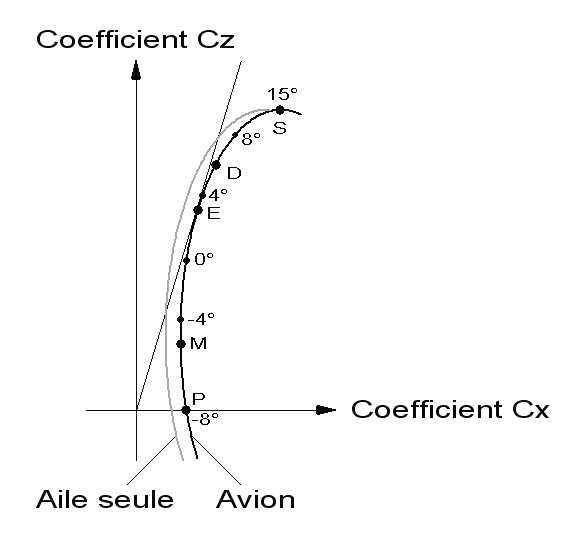 Coefficient Cz
15°
S
8°
D
4°
E
0°
-4°
M
P
-8°
Coefficient Cx
Aile seule
Avion